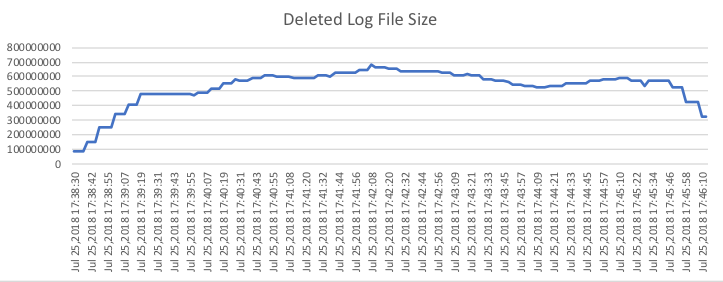 Deleted Log File Size
800000000
700000000
600000000
500000000
400000000
300000000
200000000
100000000
0
Jul 25,2018 17:38:30
Jul 25,2018 17:38:42
Jul 25,2018 17:38:55
Jul 25,2018 17:39:07
Jul 25,2018 17:39:19
Jul 25,2018 17:39:31
Jul 25,2018 17:39:43
Jul 25,2018 17:39:55
Jul 25,2018 17:40:07
Jul 25,2018 17:40:19
Jul 25,2018 17:40:31
Jul 25,2018 17:40:43
Jul 25,2018 17:40:55
Jul 25,2018 17:41:08
Jul 25,2018 17:41:20
Jul 25,2018 17:41:32
Jul 25,2018 17:41:44
Jul 25,2018 17:41:56
Jul 25,2018 17:42:08
Jul 25,2018 17:42:20
Jul 25,2018 17:42:32
Jul 25,2018 17:42:44
Jul 25,2018 17:42:56
Jul 25,2018 17:43:09
Jul 25,2018 17:43:21
Jul 25,2018 17:43:33
Jul 25,2018 17:43:45
Jul 25,2018 17:43:57
Jul 25,2018 17:44:09
Jul 25,2018 17:44:21
Jul 25,2018 17:44:33
Jul 25,2018 17:44:45
Jul 25,2018 17:44:57
Jul 25,2018 17:45:10
Jul 25,2018 17:45:22
Jul 25,2018 17:45:34
Jul 25,2018 17:45:46
Jul 25,2018 17:45:58
Jul 25,2018 17:46:10